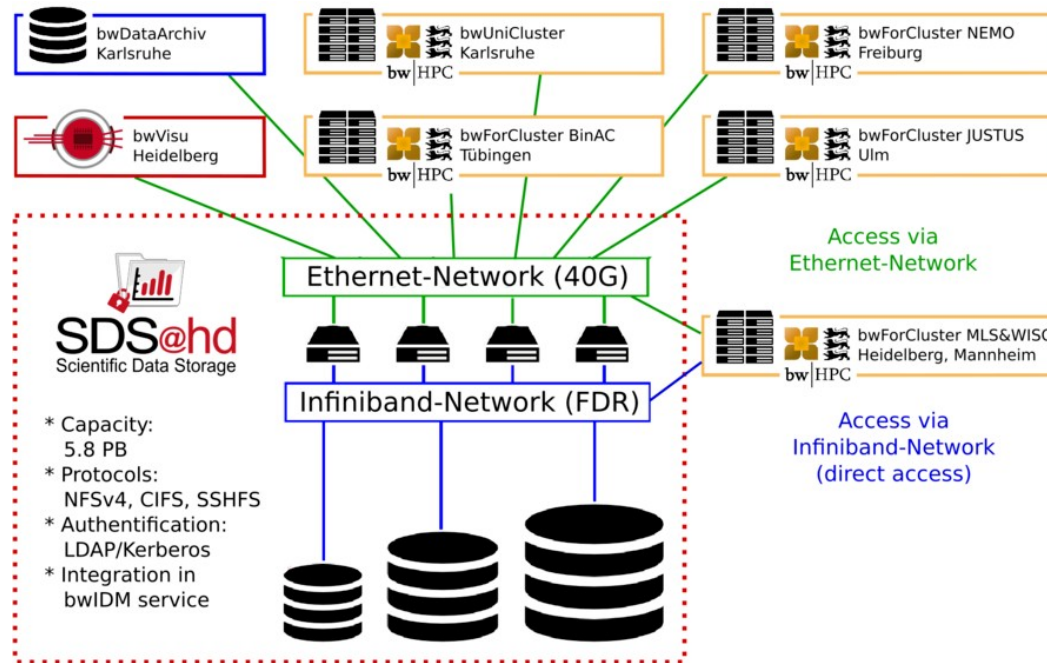 bwDataArchiv
Karlsruhe
bwUniCluster
Karlsruhe
bw|HPC
bwForCluster NEMO
Freiburg
bw|HPC
bwVisu
Heidelberg
bwForCluster BinAC
Tübingen
bw|HPC
bwForCluster JUSTUS
Ulm
bw|HPC
Access via
Ethernet-Network
Ethernet-Network (40G)
SDS@hd
Scientific Data Storage
bwForCluster MLS&WISO
Heidelberg, Mannheim
bw|HPC
Infiniband-Network (FDR)
Access via
Infiniband-Network
(direct access)
* Capacity:
5.8 PB
* Protocols:
NFSv4, CIFS, SSHFS
* Authentification:
LDAP/Kerberos
* Integration in
bwIDM service